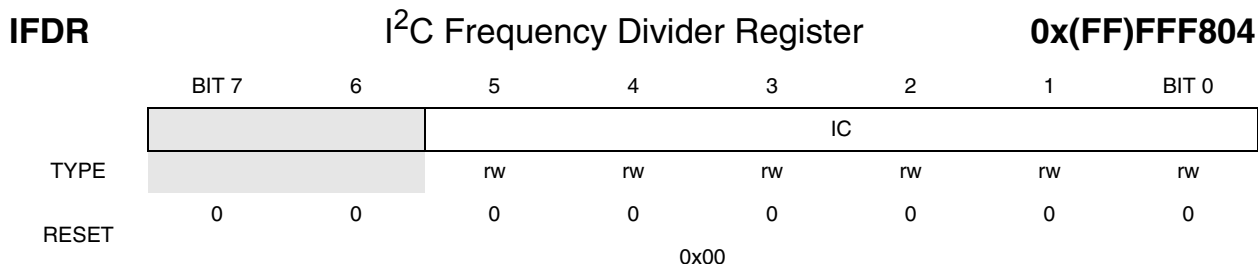 IFDR I2C Frequency Divider Register 0x(FF)FFF804
BIT 7 6 5 4 3 2 1 BIT 0
IC
TYPE rw rw rw rw rw rw
RESET 0 0 0 0 0 0 0 0
0x00